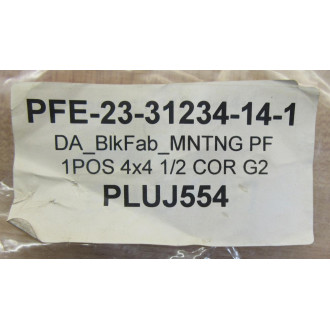 PFE-23-31234-14-1
DA_BlkFab_MNTNG PF
1POS 4x4 1/2 COR G2
PLUJ554